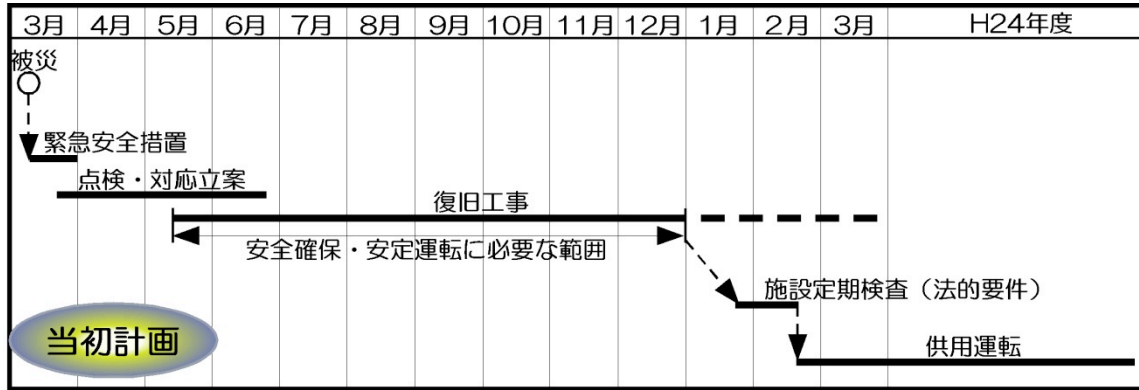 3月 4月 5月 6月 7月 8月 9月 10月 11月 12月 1月 2月 3月 H24年度
被災
緊急安全措置
点検・対応立案
復旧工事
安全確保・安定運転に必要な範囲
施設定期検査（法的要件）
当初計画
供用運転